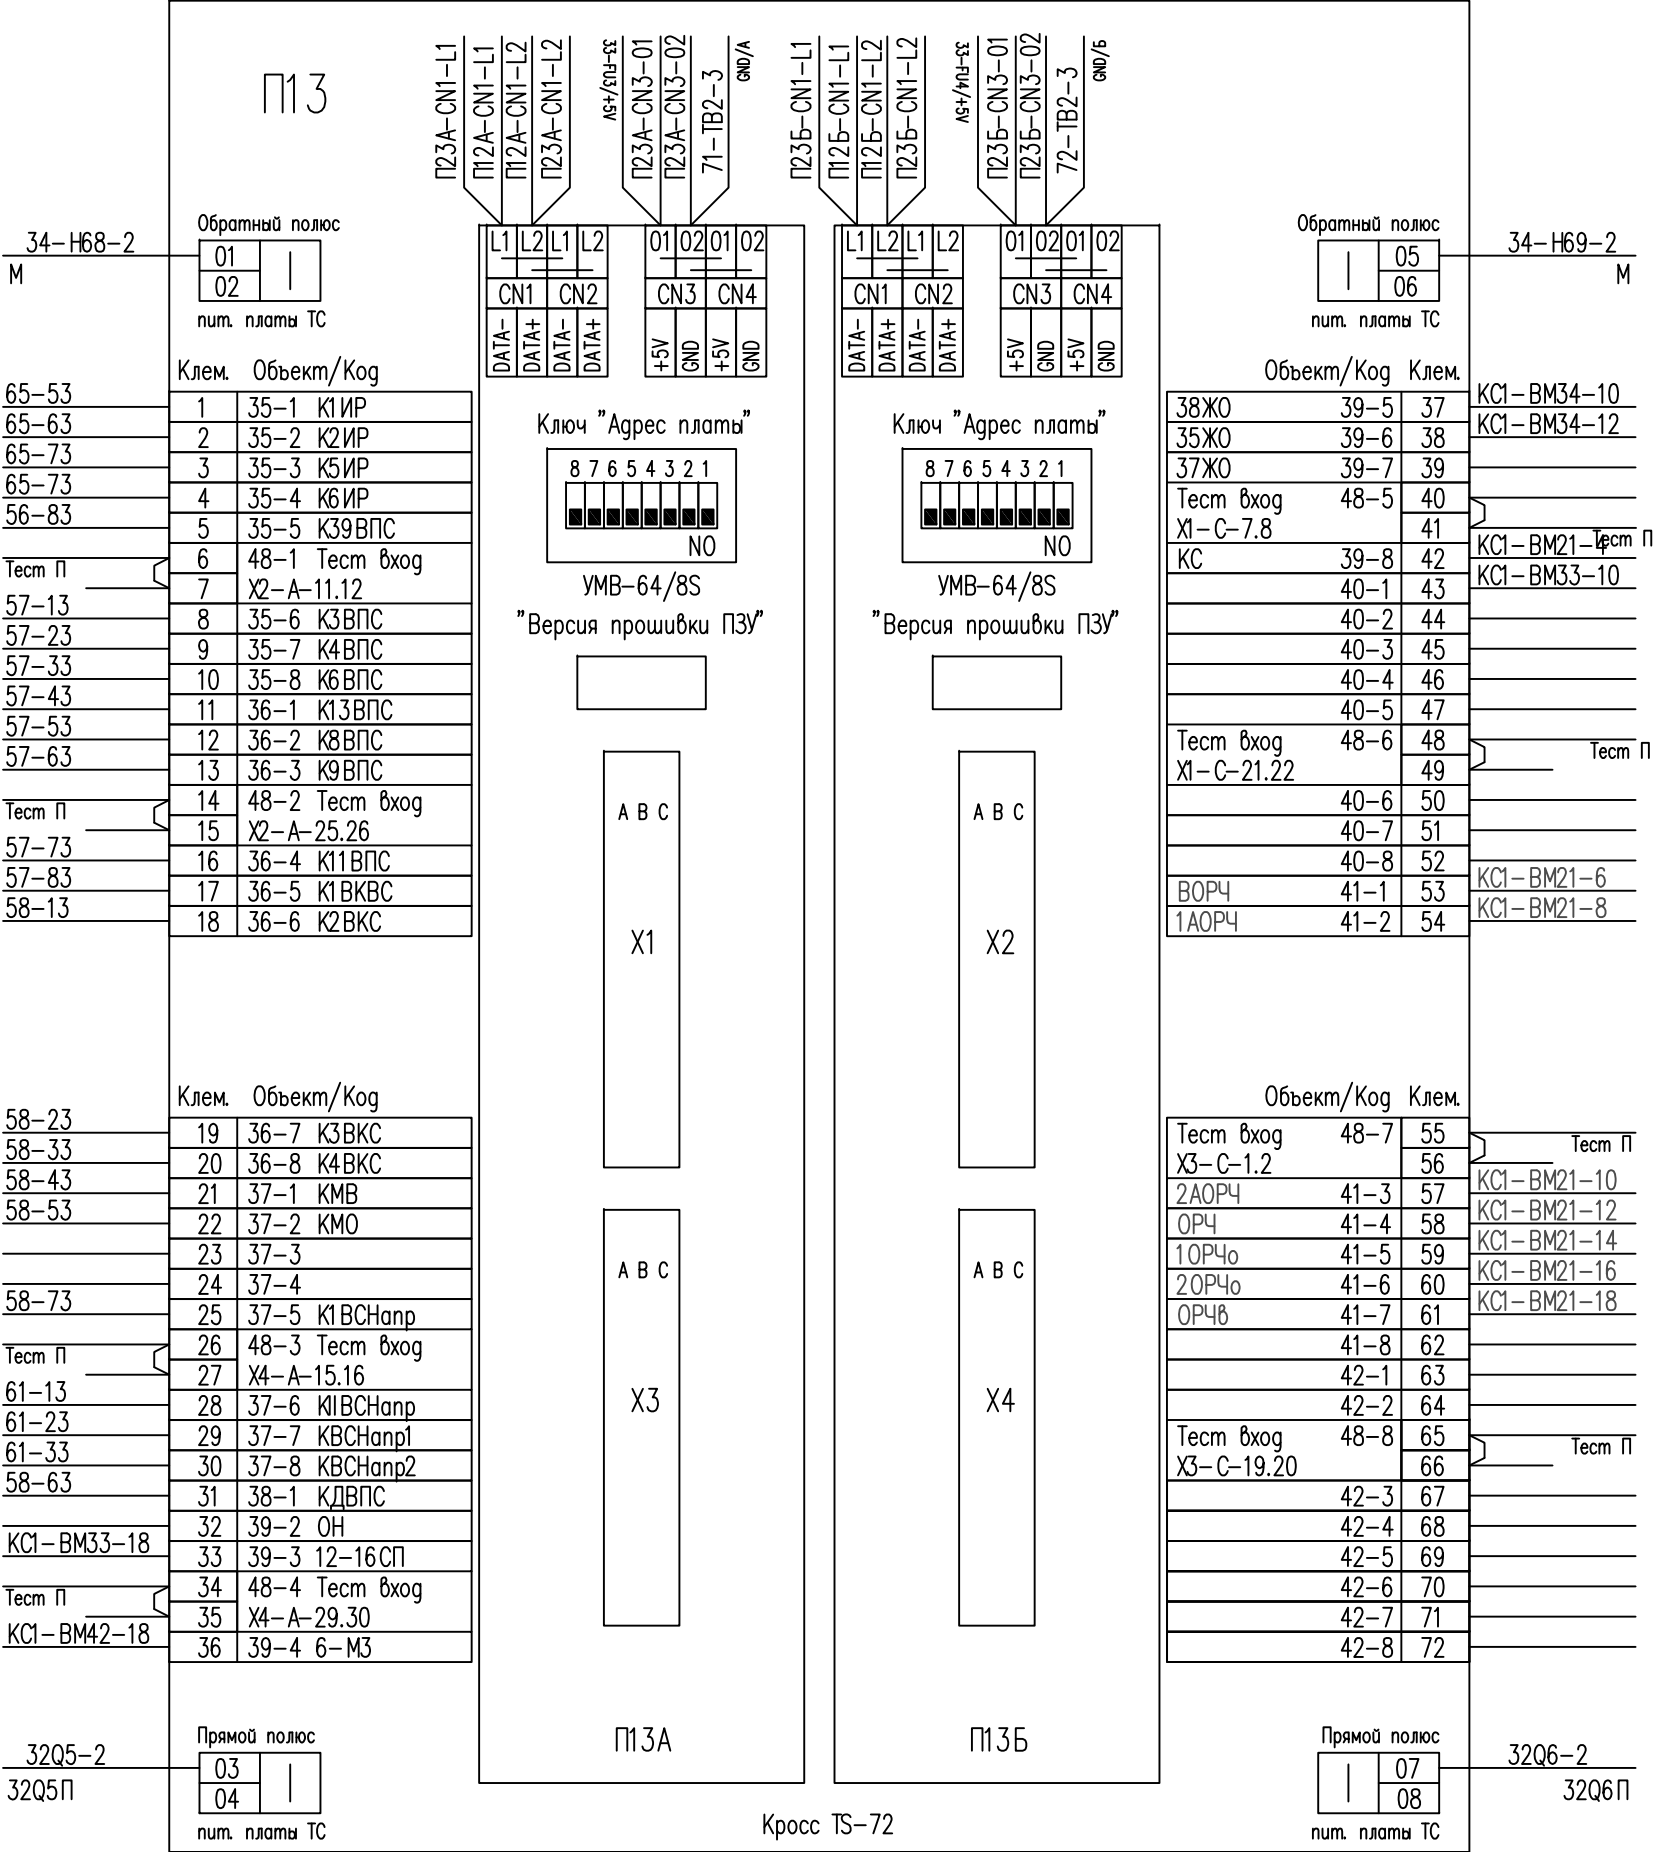 П13
П23А-CN1-L1
П12А-CN1-L1
П12А-CN1-L2
П23А-CN1-L2
33-FU3/+5V
П23А-CN3-01
П23А-CN3-02
71-ТВ2-3
GND/А
П23Б-CN1-L1
П12Б-CN1-L1
П12Б-CN1-L2
П23Б-CN1-L2
33-FU4/+5V
П23Б-CN3-01
П23Б-CN3-02
72-ТВ2-3
GND/Б
Обратный полюс
34-Н68-2
М
01
02
пит. платы ТС
L1 L2 L1 L2 01 02 01 02
CN1 CN2 CN3 CN4
DATA- DATA+ DATA- DATA+ +5V GND +5V GND
L1 L2 L1 L2 01 02 01 02
CN1 CN2 CN3 CN4
DATA- DATA+ DATA- DATA+ +5V GND +5V GND
Обратный полюс
34-Н69-2
М
05
06
пит. платы ТС
Клем. Объект/Код
65-53 1 35-1 К1ИР
65-63 2 35-2 К2ИР
65-73 3 35-3 К5ИР
65-73 4 35-4 К6ИР
56-83 5 35-5 К39ВПС
Тест П 6 48-1 Тест вход
7 Х2-А-11.12
57-13 8 35-6 К3ВПС
57-23 9 35-7 К4ВПС
57-33 10 35-8 К6ВПС
57-43 11 36-1 К13ВПС
57-53 12 36-2 К8ВПС
57-63 13 36-3 К9ВПС
Тест П 14 48-2 Тест вход
15 Х2-А-25.26
57-73 16 36-4 К11ВПС
57-83 17 36-5 К1ВКВС
58-13 18 36-6 К2ВКС
Клем. Объект/Код
58-23 19 36-7 К3ВКС
58-33 20 36-8 К4ВКС
58-43 21 37-1 КМВ
58-53 22 37-2 КМО
23 37-3
24 37-4
58-73 25 37-5 К1ВСНапр
Тест П 26 48-3 Тест вход
27 Х4-А-15.16
61-13 28 37-6 КIIВСНапр
61-23 29 37-7 КВСНапр1
61-33 30 37-8 КВСНапр2
58-63 31 38-1 КДВПС
32 39-2 ОН
КС1-ВМ33-18 33 39-3 12-16СП
Тест П 34 48-4 Тест вход
35 Х4-А-29.30
КС1-ВМ42-18 36 39-4 6-М3
Прямой полюс
32Q5-2
32Q5П
03
04
пит. платы ТС
Ключ "Адрес платы"
8 7 6 5 4 3 2 1
NO
УМВ-64/8S
"Версия прошивки ПЗУ"
А В С
Х1
А В С
Х3
П13А
Ключ "Адрес платы"
8 7 6 5 4 3 2 1
NO
УМВ-64/8S
"Версия прошивки ПЗУ"
А В С
Х2
А В С
Х4
П13Б
Кросс TS-72
Объект/Код Клем.
38ЖО 39-5 37 КС1-ВМ34-10
35ЖО 39-6 38 КС1-ВМ34-12
37ЖО 39-7 39
Тест вход 48-5 40
Х1-С-7.8 41 Тест П
КС 39-8 42 КС1-ВМ21-4
40-1 43 КС1-ВМ33-10
40-2 44
40-3 45
40-4 46
40-5 47
Тест вход 48-6 48 Тест П
Х1-С-21.22 49
40-6 50
40-7 51
40-8 52
ВОРЧ 41-1 53 КС1-ВМ21-6
1АОРЧ 41-2 54 КС1-ВМ21-8
Объект/Код Клем.
Тест вход 48-7 55 Тест П
Х3-С-1.2 56
2АОРЧ 41-3 57 КС1-ВМ21-10
ОРЧ 41-4 58 КС1-ВМ21-12
1ОРЧо 41-5 59 КС1-ВМ21-14
2ОРЧо 41-6 60 КС1-ВМ21-16
ОРЧв 41-7 61 КС1-ВМ21-18
41-8 62
42-1 63
42-2 64
Тест вход 48-8 65 Тест П
Х3-С-19.20 66
42-3 67
42-4 68
42-5 69
42-6 70
42-7 71
42-8 72
Прямой полюс
32Q6-2
32Q6П
07
08
пит. платы ТС